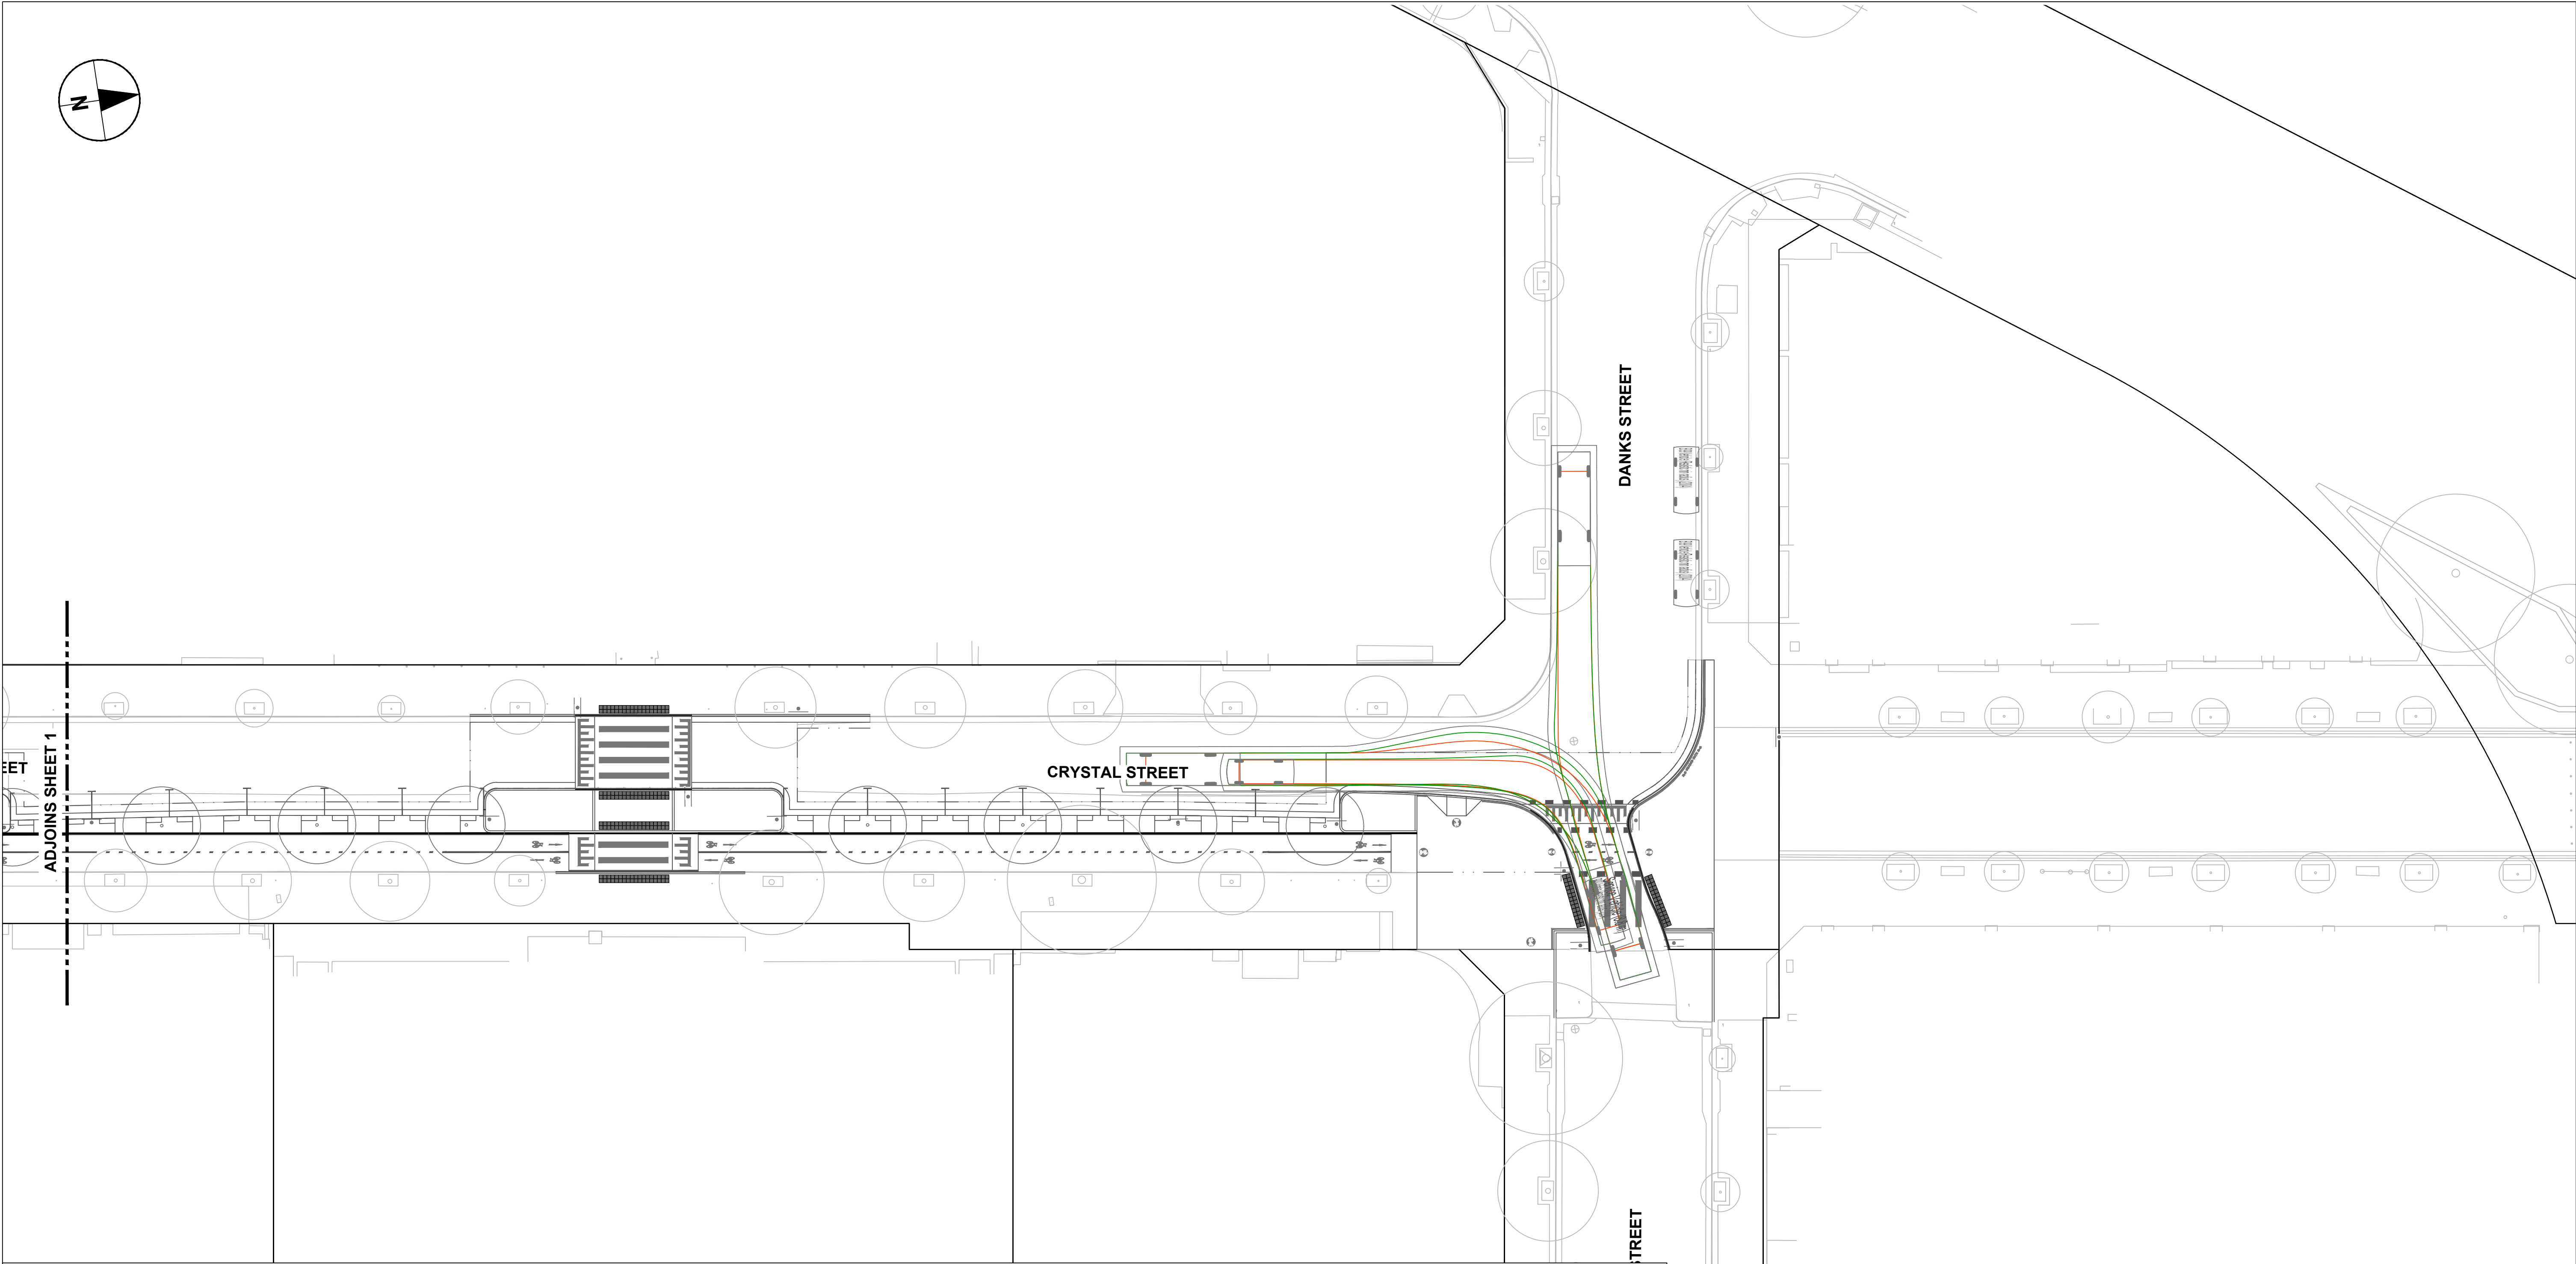 N
DANKS STREET
ADJOINS SHEET 1
EET
CRYSTAL STREET
STREET